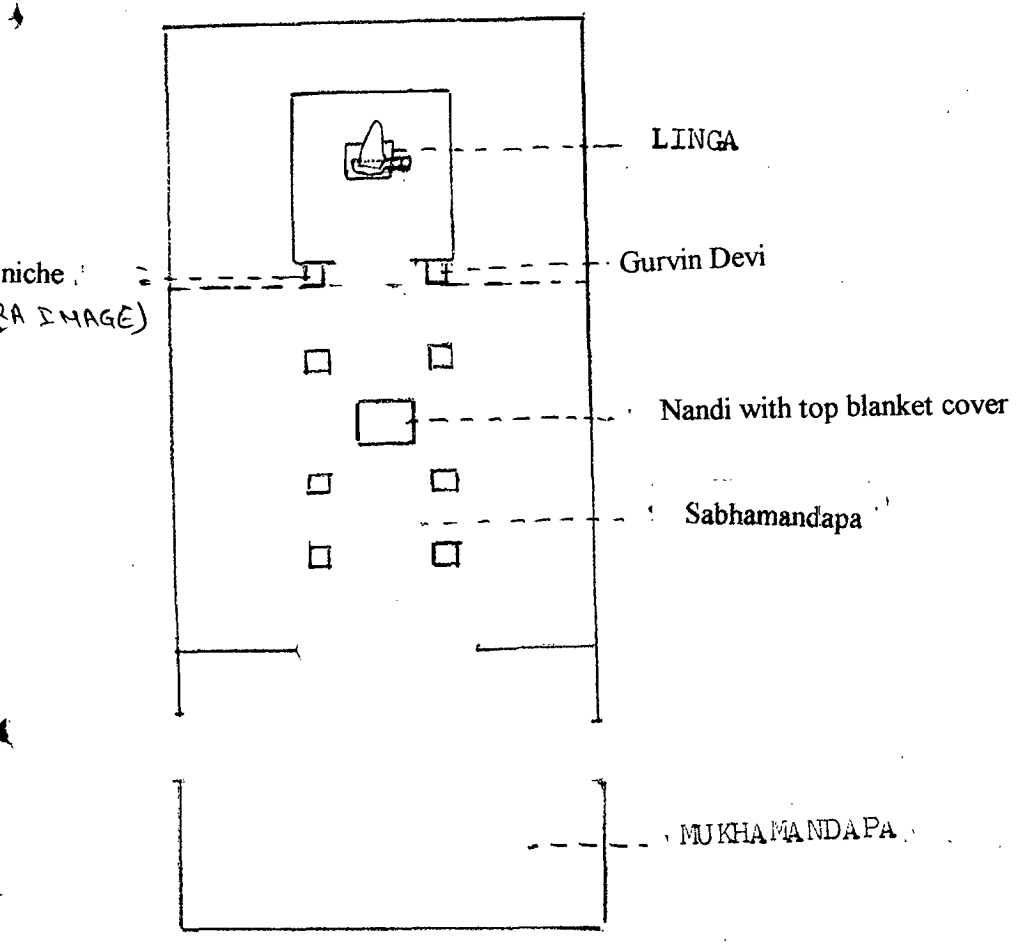 LINGA
niche
Gurvin Devi
IMAGE)
Nandi with top blanket cover
Sabhamandapa
MUKHAMANDAPA